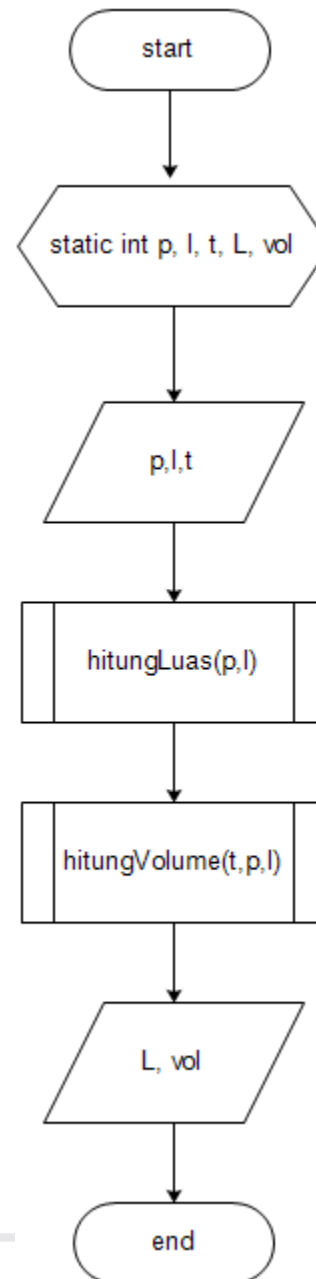 start
static int p, l, t, L, vol
p,l,t
hitungLuas(p,l)
hitungVolume(t,p,l)
L, vol
end